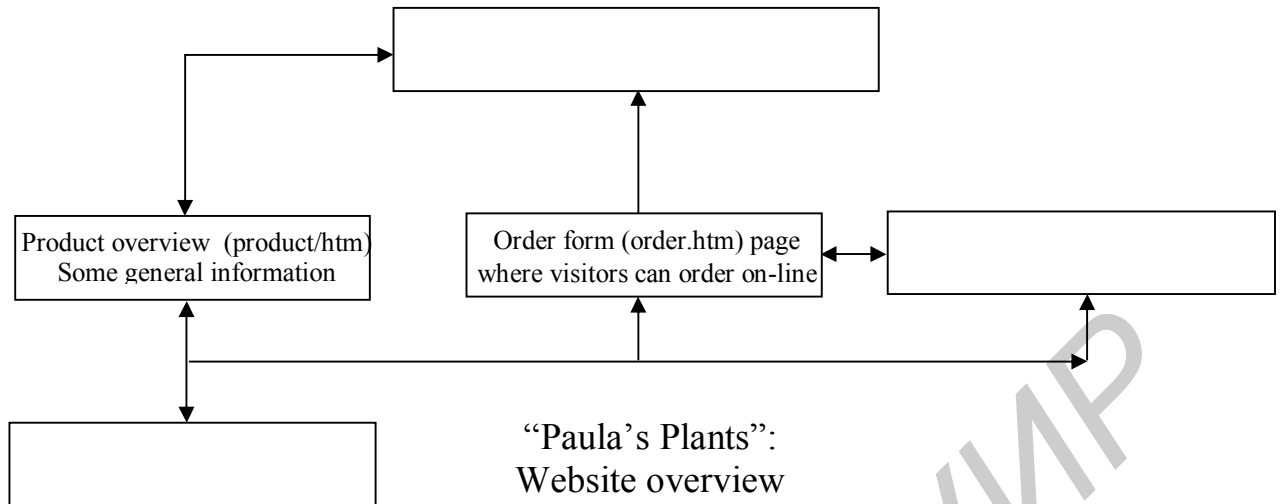 Product overview (product/htm)
Some general information
Order form (order.htm) page
where visitors can order on-line
“Paula’s Plants”:
Website overview
УИР